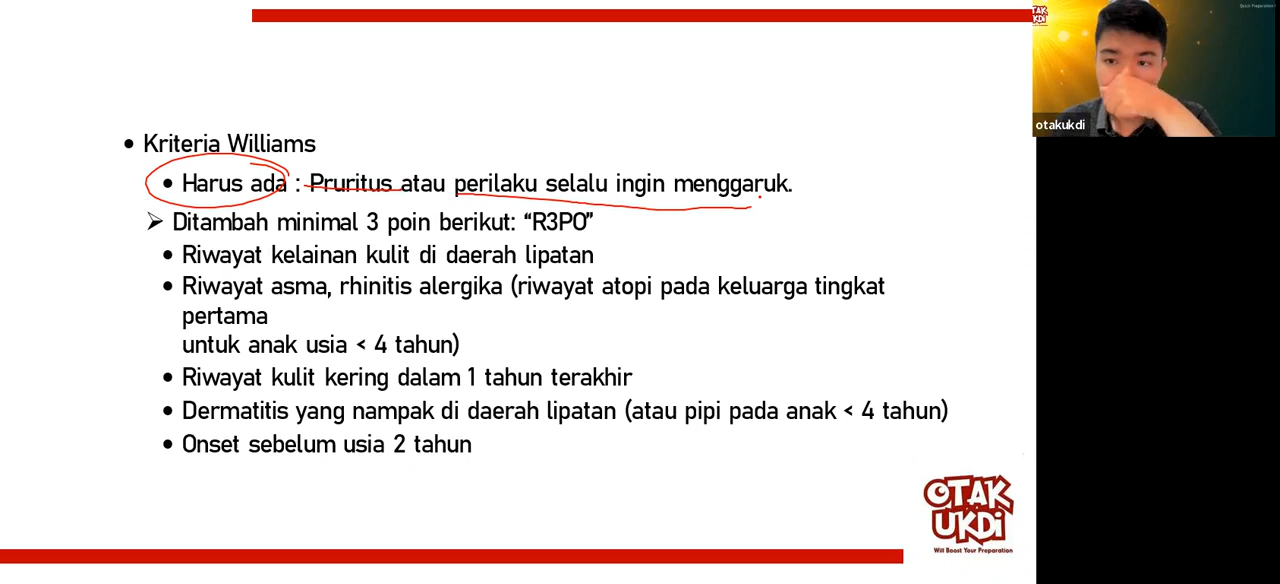 Kriteria Williams
Harus ada : Pruritus atau perilaku selalu ingin menggaruk.
Ditambah minimal 3 poin berikut: “R3PO”
Riwayat kelainan kulit di daerah lipatan
Riwayat asma, rhinitis alergika (riwayat atopi pada keluarga tingkat
pertama
untuk anak usia < 4 tahun)
Riwayat kulit kering dalam 1 tahun terakhir
Dermatitis yang nampak di daerah lipatan (atau pipi pada anak < 4 tahun)
Onset sebelum usia 2 tahun
OTAK
UKDi
Will Boost Your Preparation
otakukdi